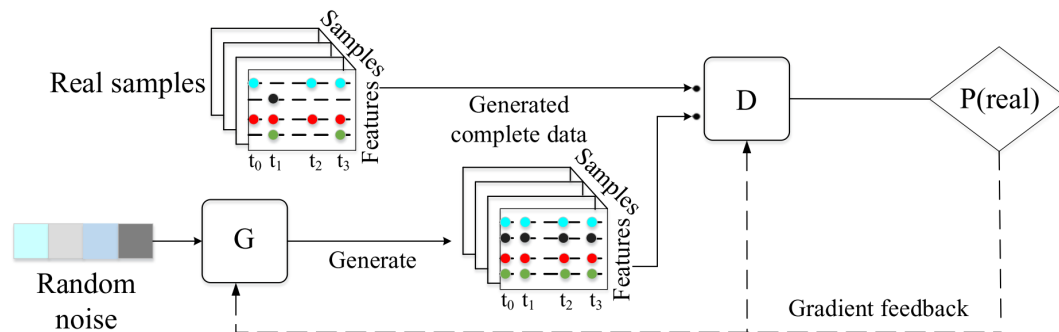 Real samples
Samples
Features
t0 t1 t2 t3
Generated
complete data
D
P(real)
Random
noise
G
Generate
Samples
Features
t0 t1 t2 t3
Gradient feedback